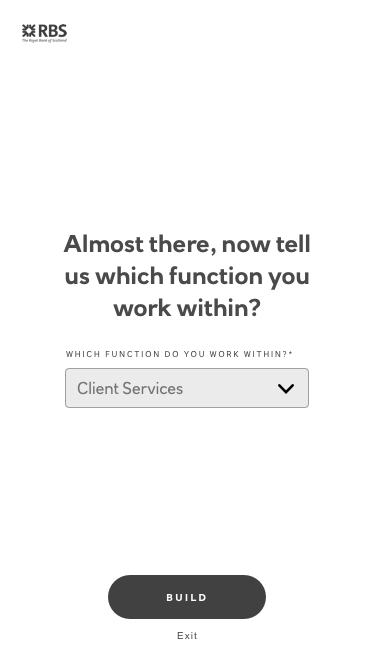 RBS
The Royal Bank of Scotland
Almost there, now tell
us which function you
work within?
WHICH FUNCTION DO YOU WORK WITHIN?*
Client Services
BUILD
Exit